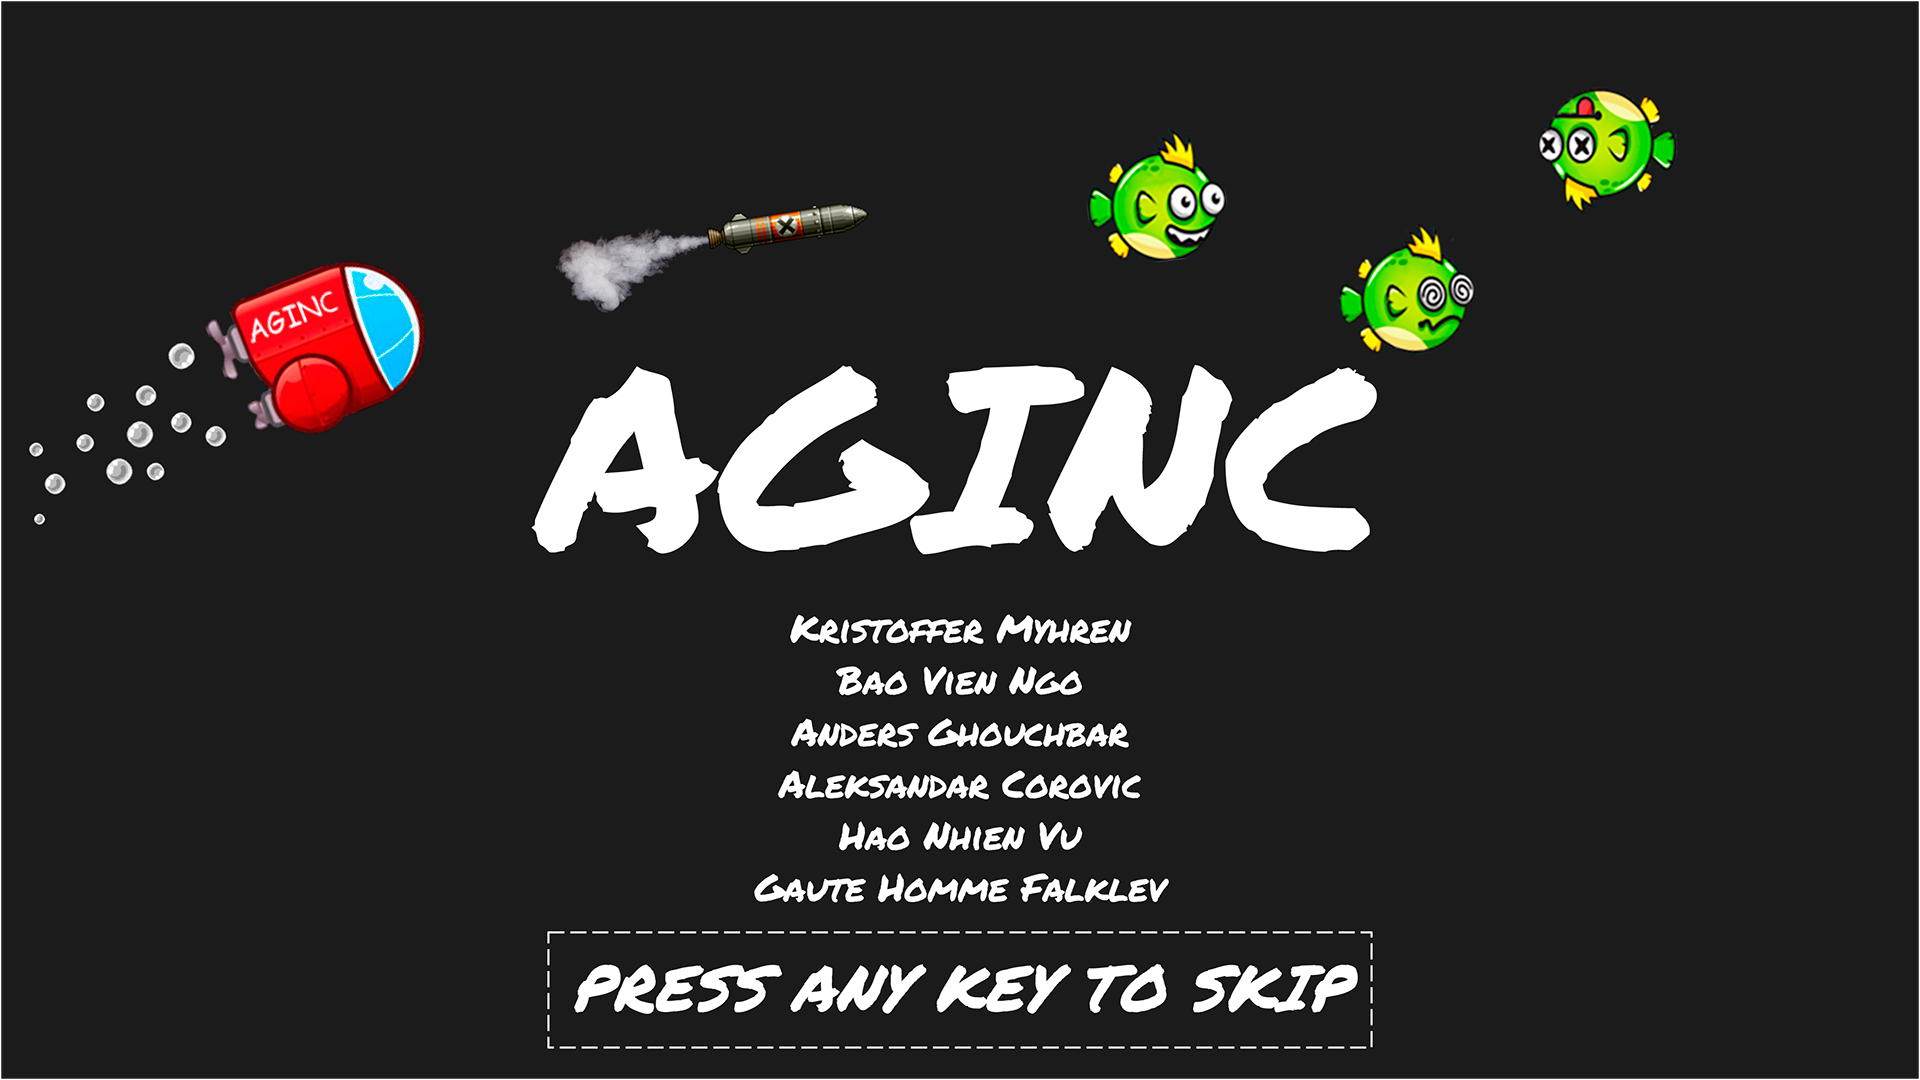 AGINC
AGINC
Kristoffer Myhren
Bao Vien Ngo
Anders Ghouchbar
Aleksandar Corovic
Hao Nhien Vu
Gaute Homme Falklev
PRESS ANY KEY TO SKIP